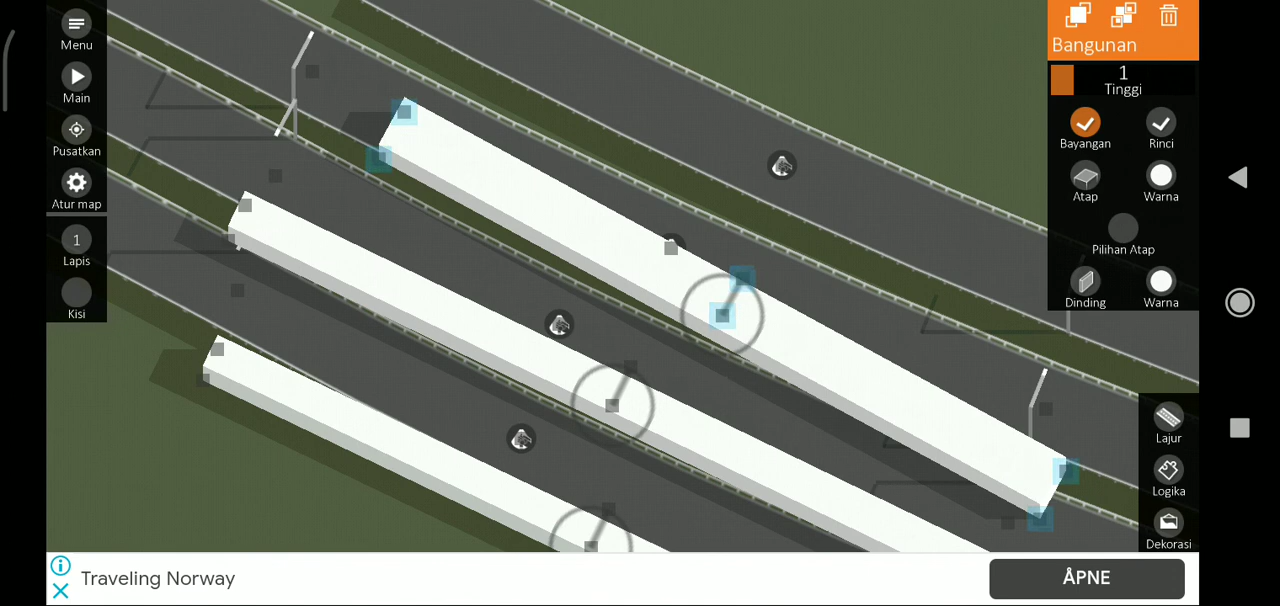 Menu
Main
Pusatkan
Atur map
1
Lapis
Kisi
Bangunan
1
Tinggi
Bayangan
Rinci
Atap
Warna
Pilihan Atap
Dinding
Warna
Lajur
Logika
Dekorasi
Traveling Norway
ÅPNE